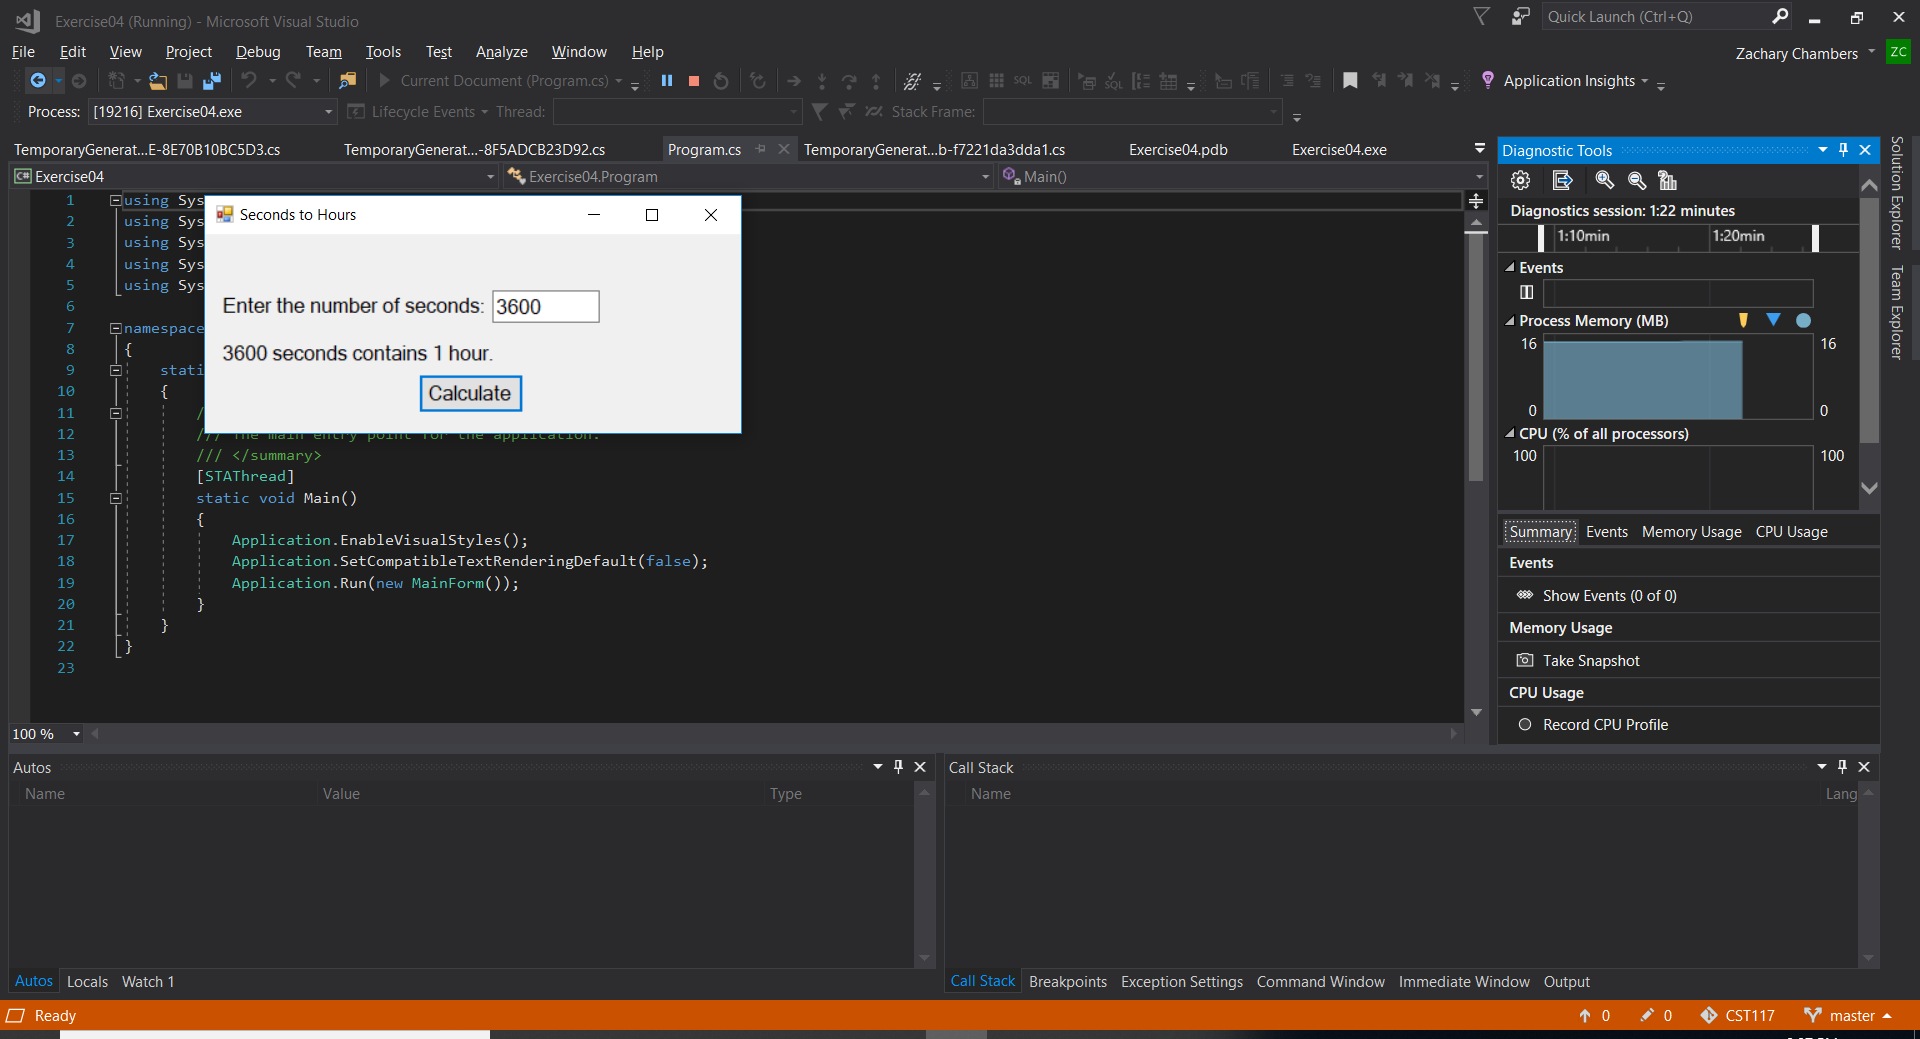 Exercise04 (Running) - Microsoft Visual Studio
Quick Launch (Ctrl+Q)
File Edit View Project Debug Team Tools Test Analyze Window Help
Zachary Chambers ZC
Current Document (Program.cs)
SQL
SQL
Application Insights
Process: [19216] Exercise04.exe Lifecycle Events Thread: Stack Frame:
TemporaryGenerat...E-8E70B10BC5D3.cs TemporaryGenerat...-8F5ADCB23D92.cs Program.cs TemporaryGenerat...b-f7221da3dda1.cs Exercise04.pdb Exercise04.exe
C# Exercise04 Exercise04.Program Main()
1 using Sys
2 using Sys
3 using Sys
4 using Sys
5 using Sys
6
7 namespace
8 {
9 stati
10 {
11 /
12 /// The main entry point for the application.
13 /// </summary>
14 [STAThread]
15 static void Main()
16 {
17 Application.EnableVisualStyles();
18 Application.SetCompatibleTextRenderingDefault(false);
19 Application.Run(new MainForm());
20 }
21 }
22 }
23
100 %
Seconds to Hours
Enter the number of seconds: 3600
3600 seconds contains 1 hour.
Calculate
Diagnostic Tools
Diagnostics session: 1:22 minutes
1:10min 1:20min
Events
Process Memory (MB)
16 16
0 0
CPU (% of all processors)
100 100
Summary Events Memory Usage CPU Usage
Events
Show Events (0 of 0)
Memory Usage
Take Snapshot
CPU Usage
Record CPU Profile
Solution Explorer
Team Explorer
Autos
Name Value Type
Autos Locals Watch 1
Call Stack
Name Lang
Call Stack Breakpoints Exception Settings Command Window Immediate Window Output
Ready
0 0 CST117 master